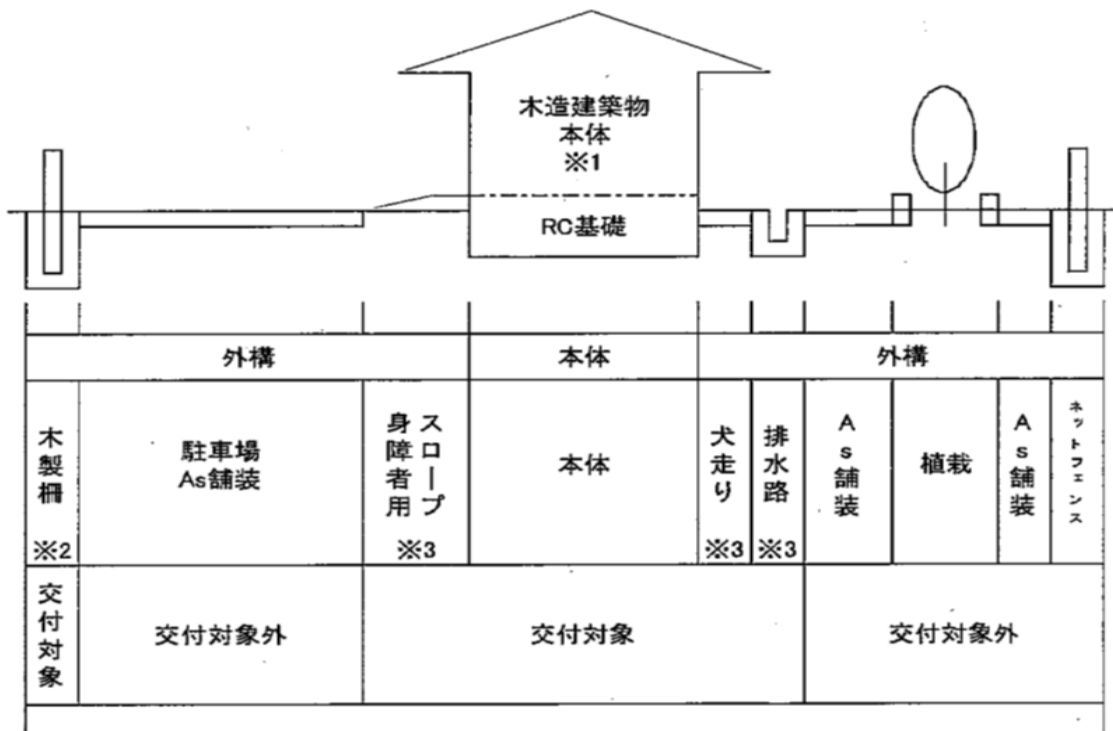 木造建築物
本体
※1
RC基礎
外構
本体
外構
木製柵
※2
駐車場
As舗装
スロープ
身障者用
※3
本体
犬走り
※3
排水路
※3
As舗装
植栽
As舗装
ネットフェンス
交付対象
交付対象外
交付対象
交付対象外